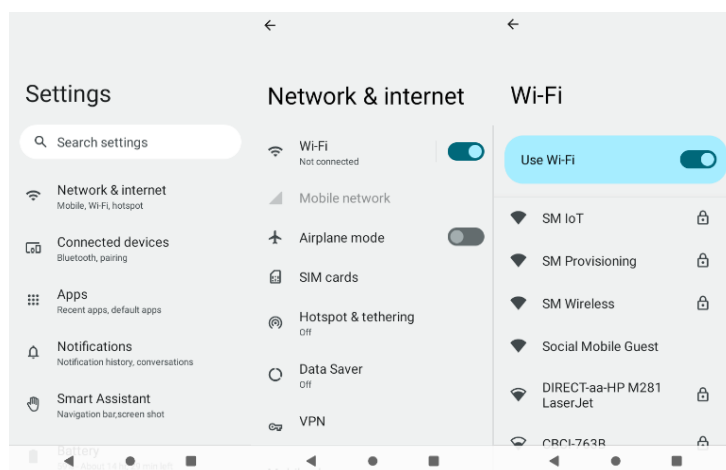 Settings
Search settings
Network & internet
Mobile, Wi-Fi, hotspot
Connected devices
Bluetooth, pairing
Apps
Recent apps, default apps
Notifications
Notification history, conversations
Smart Assistant
Navigation bar,screen shot
Battery
Network & internet
Wi-Fi
Not connected
Mobile network
Airplane mode
SIM cards
Hotspot & tethering
Off
Data Saver
Off
VPN
Wi-Fi
Use Wi-Fi
SM IoT
SM Provisioning
SM Wireless
Social Mobile Guest
DIRECT-aa-HP M281
LaserJet
CBCI-763B